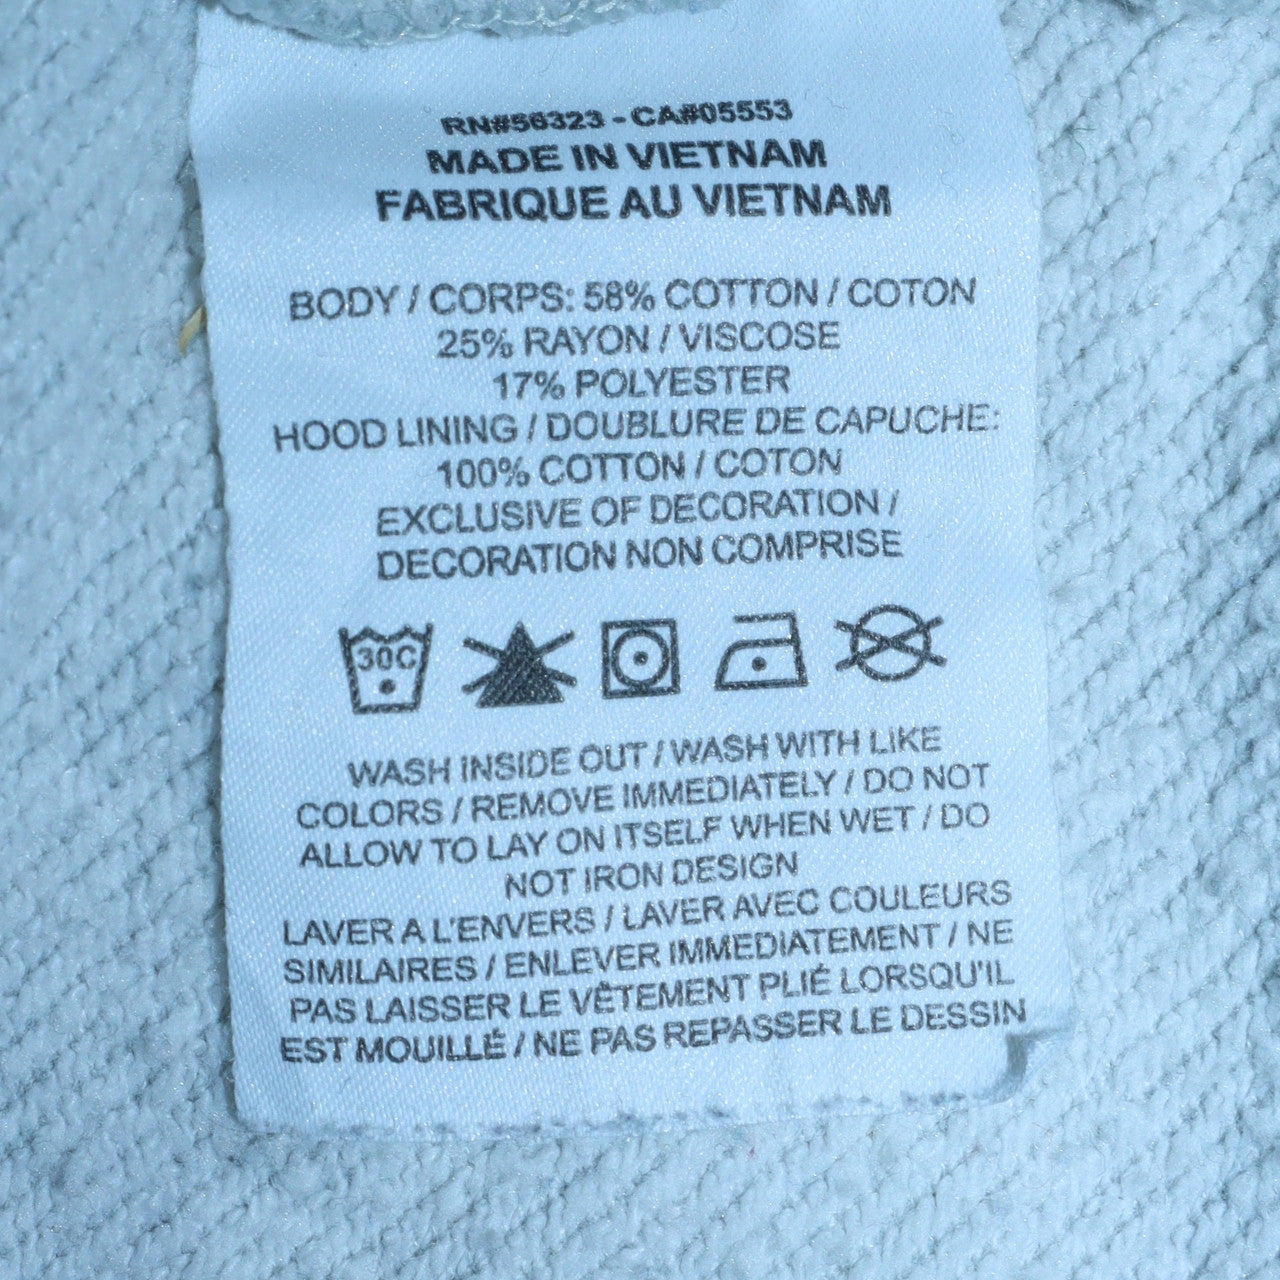 RN#56323 - CA#05553
MADE IN VIETNAM
FABRIQUE AU VIETNAM
BODY / CORPS: 58% COTTON / COTON
25% RAYON / VISCOSE
17% POLYESTER
HOOD LINING / DOUBLURE DE CAPUCHE:
100% COTTON / COTON
EXCLUSIVE OF DECORATION /
DECORATION NON COMPRISE
30C
WASH INSIDE OUT / WASH WITH LIKE
COLORS / REMOVE IMMEDIATELY / DO NOT
ALLOW TO LAY ON ITSELF WHEN WET / DO
NOT IRON DESIGN
LAVER A L'ENVERS / LAVER AVEC COULEURS
SIMILAIRES / ENLEVER IMMEDIATEMENT / NE
PAS LAISSER LE VÊTEMENT PLIÉ LORSQU'IL
EST MOUILLÉ / NE PAS REPASSER LE DESSIN